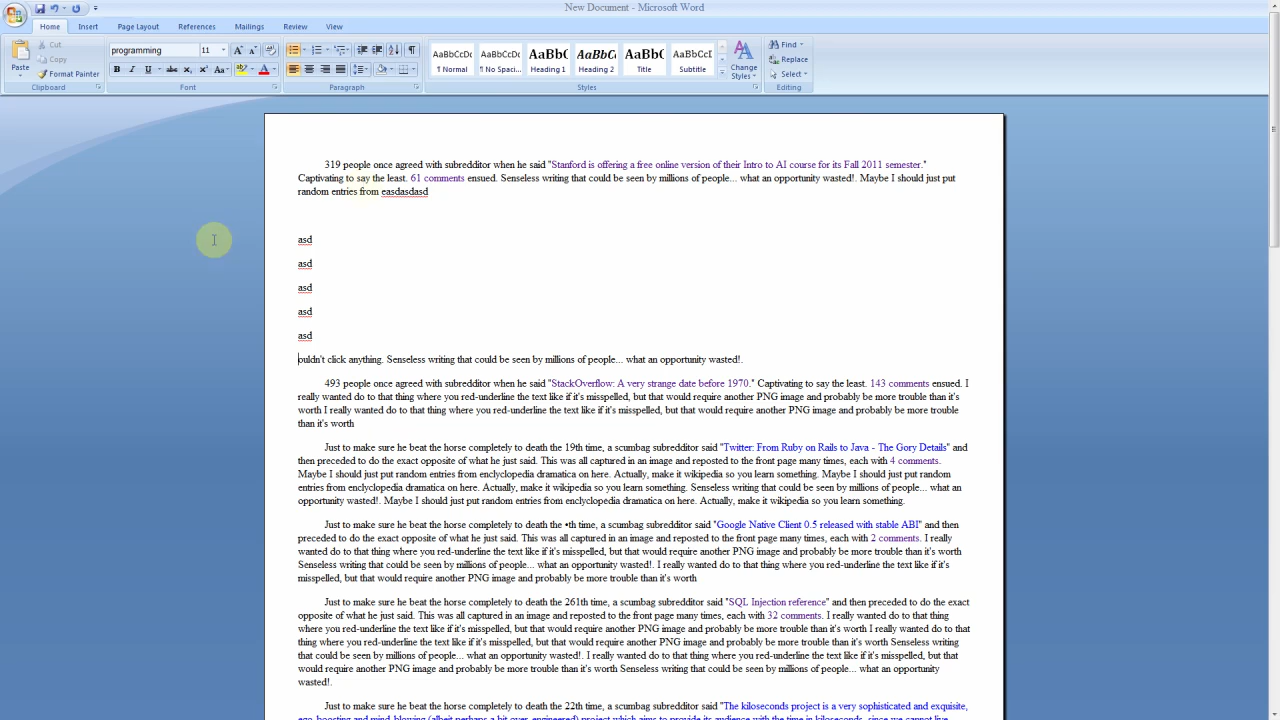 New Document - Microsoft Word
Home Insert Page Layout References Mailings Review View
Paste
Cut
Copy
Format Painter
Clipboard
programming 11
Font
Paragraph
AaBbCcDc AaBbCcDc AaBbC AaBbCc AaBbC AaBbCcI
¶ Normal ¶ No Spaci... Heading 1 Heading 2 Title Subtitle
Change Styles
Styles
Find
Replace
Select
Editing
319 people once agreed with subredditor when he said "Stanford is offering a free online version of their Intro to AI course for its Fall 2011 semester."
Captivating to say the least. 61 comments ensued. Senseless writing that could be seen by millions of people... what an opportunity wasted!. Maybe I should just put
random entries from easdasdasd
asd
asd
asd
asd
asd
ouldn't click anything. Senseless writing that could be seen by millions of people... what an opportunity wasted!.
493 people once agreed with subredditor when he said "StackOverflow: A very strange date before 1970." Captivating to say the least. 143 comments ensued. I
really wanted do to that thing where you red-underline the text like if it's misspelled, but that would require another PNG image and probably be more trouble than it's
worth I really wanted do to that thing where you red-underline the text like if it's misspelled, but that would require another PNG image and probably be more trouble
than it's worth
Just to make sure he beat the horse completely to death the 19th time, a scumbag subredditor said "Twitter: From Ruby on Rails to Java - The Gory Details" and
then preceded to do the exact opposite of what he just said. This was all captured in an image and reposted to the front page many times, each with 4 comments.
Maybe I should just put random entries from enclyclopedia dramatica on here. Actually, make it wikipedia so you learn something. Maybe I should just put random
entries from enclyclopedia dramatica on here. Actually, make it wikipedia so you learn something. Senseless writing that could be seen by millions of people... what an
opportunity wasted!. Maybe I should just put random entries from enclyclopedia dramatica on here. Actually, make it wikipedia so you learn something.
Just to make sure he beat the horse completely to death the •th time, a scumbag subredditor said "Google Native Client 0.5 released with stable ABI" and then
preceded to do the exact opposite of what he just said. This was all captured in an image and reposted to the front page many times, each with 2 comments. I really
wanted do to that thing where you red-underline the text like if it's misspelled, but that would require another PNG image and probably be more trouble than it's worth
Senseless writing that could be seen by millions of people... what an opportunity wasted!. I really wanted do to that thing where you red-underline the text like if it's
misspelled, but that would require another PNG image and probably be more trouble than it's worth
Just to make sure he beat the horse completely to death the 261th time, a scumbag subredditor said "SQL Injection reference" and then preceded to do the exact
opposite of what he just said. This was all captured in an image and reposted to the front page many times, each with 32 comments. I really wanted do to that thing
where you red-underline the text like if it's misspelled, but that would require another PNG image and probably be more trouble than it's worth I really wanted do to that
thing where you red-underline the text like if it's misspelled, but that would require another PNG image and probably be more trouble than it's worth Senseless writing
that could be seen by millions of people... what an opportunity wasted!. I really wanted do to that thing where you red-underline the text like if it's misspelled, but that
would require another PNG image and probably be more trouble than it's worth Senseless writing that could be seen by millions of people... what an opportunity
wasted!.
Just to make sure he beat the horse completely to death the 22th time, a scumbag subredditor said "The kiloseconds project is a very sophisticated and exquisite,
ego-boosting and mind-blowing (albeit perhaps a bit over-engineered) project which aims to provide its audience with the time in kiloseconds, since we cannot live